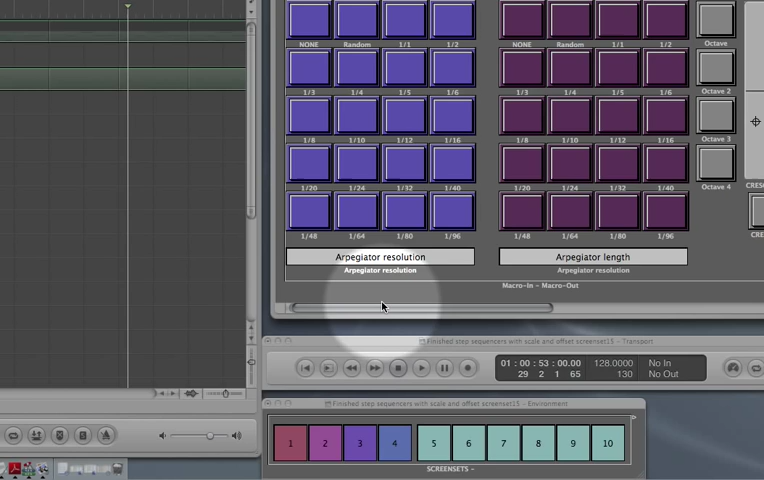 NONE Random 1/1 1/2 NONE Random 1/1 1/2 Octave
1/3 1/4 1/5 1/6 1/3 1/4 1/5 1/6 Octave 2
1/8 1/10 1/12 1/16 1/8 1/10 1/12 1/16 Octave 3
1/20 1/24 1/32 1/40 1/20 1/24 1/32 1/40 Octave 4
CRESC
1/48 1/64 1/80 1/96 1/48 1/64 1/80 1/96
CRE
Arpegiator resolution Arpegiator length
Arpegiator resolution Arpegiator length
Macro-In - Macro-Out
Finished step sequencers with scale and offset screenset15 - Transport
01 : 00 : 53 : 00.00 128.0000 No In
29 2 1 65 130 No Out
Finished step sequencers with scale and offset screenset15 - Environment
1 2 3 4 5 6 7 8 9 10
SCREENSETS -